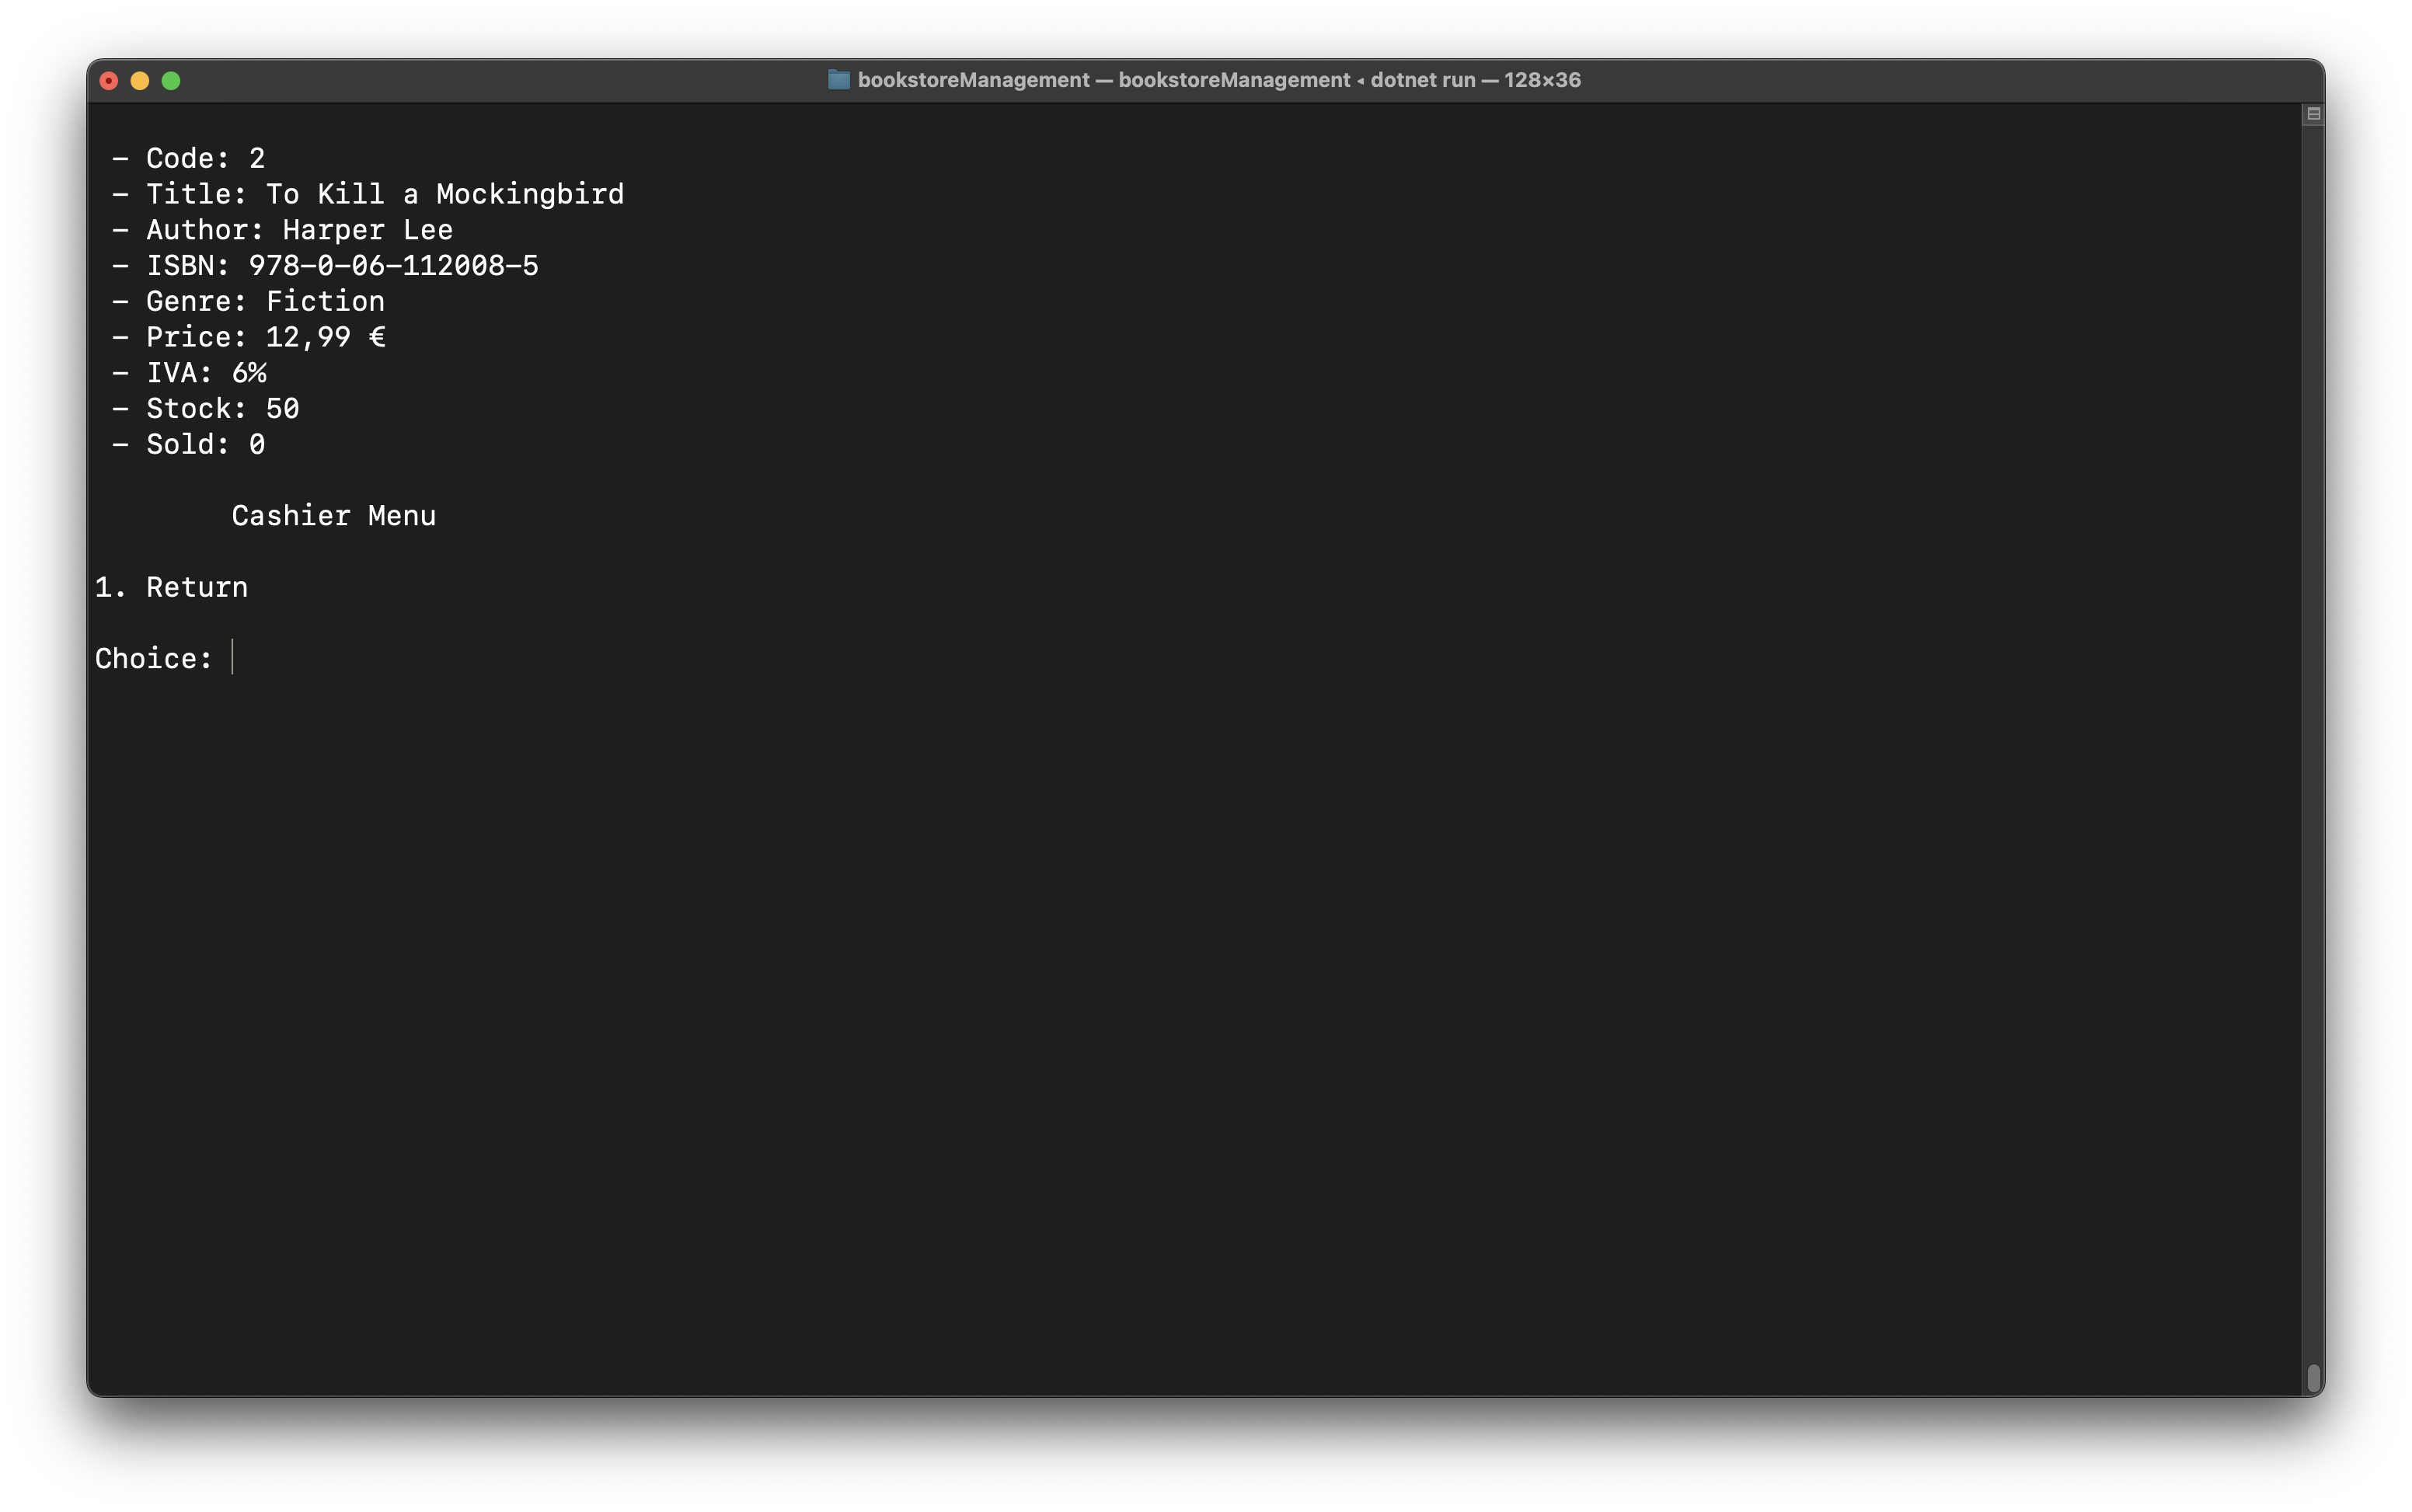 bookstoreManagement — bookstoreManagement ◂ dotnet run — 128×36
- Code: 2
- Title: To Kill a Mockingbird
- Author: Harper Lee
- ISBN: 978-0-06-112008-5
- Genre: Fiction
- Price: 12,99 €
- IVA: 6%
- Stock: 50
- Sold: 0
Cashier Menu
1. Return
Choice: